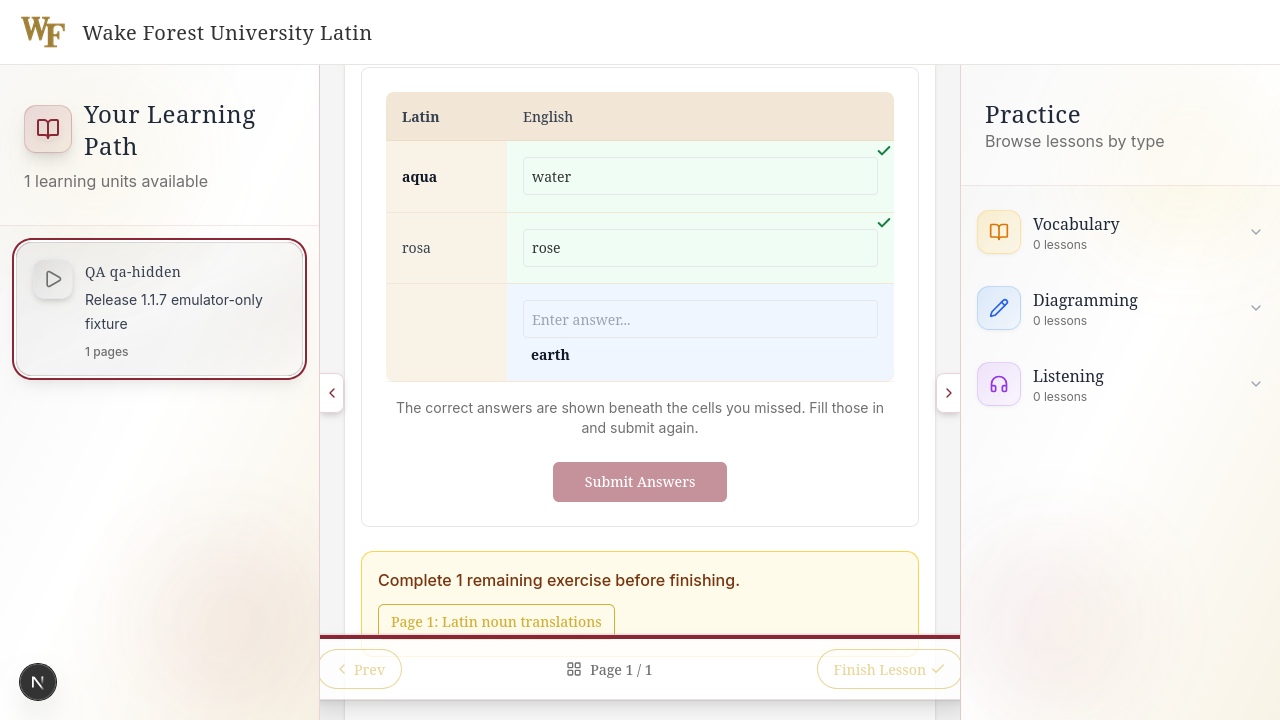 WF
Wake Forest University Latin
Your Learning
Path
1 learning units available
QA qa-hidden
Release 1.1.7 emulator-only
fixture
1 pages
Latin English
aqua water
rosa rose
Enter answer...
earth
The correct answers are shown beneath the cells you missed. Fill those in
and submit again.
Submit Answers
Complete 1 remaining exercise before finishing.
Page 1: Latin noun translations
Prev
Page 1 / 1
Finish Lesson
Practice
Browse lessons by type
Vocabulary
0 lessons
Diagramming
0 lessons
Listening
0 lessons
N